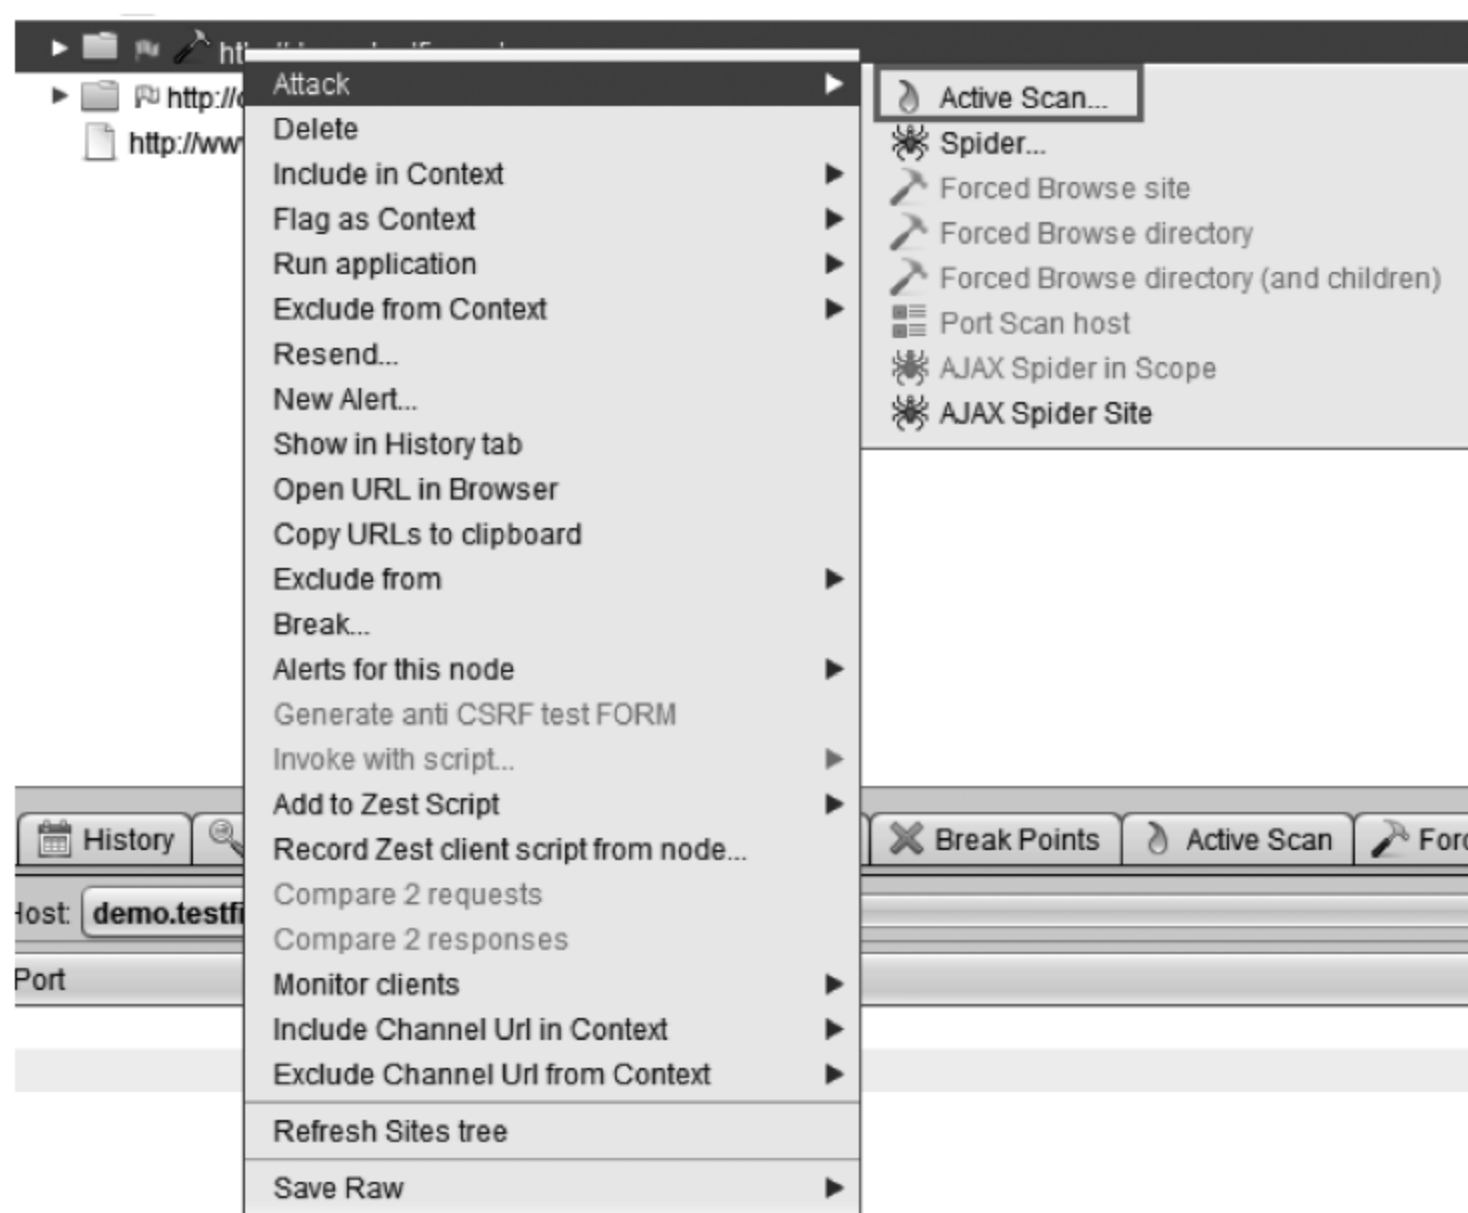 Attack
Delete
Include in Context
Flag as Context
Run application
Exclude from Context
Resend...
New Alert...
Show in History tab
Open URL in Browser
Copy URLs to clipboard
Exclude from
Break...
Alerts for this node
Generate anti CSRF test FORM
Invoke with script...
Add to Zest Script
Record Zest client script from node...
Compare 2 requests
Compare 2 responses
Monitor clients
Include Channel Url in Context
Exclude Channel Url from Context
Refresh Sites tree
Save Raw
Active Scan...
Spider...
Forced Browse site
Forced Browse directory
Forced Browse directory (and children)
Port Scan host
AJAX Spider in Scope
AJAX Spider Site
http://
http://ww
History
Break Points
Active Scan
Host: demo.testfi
Port